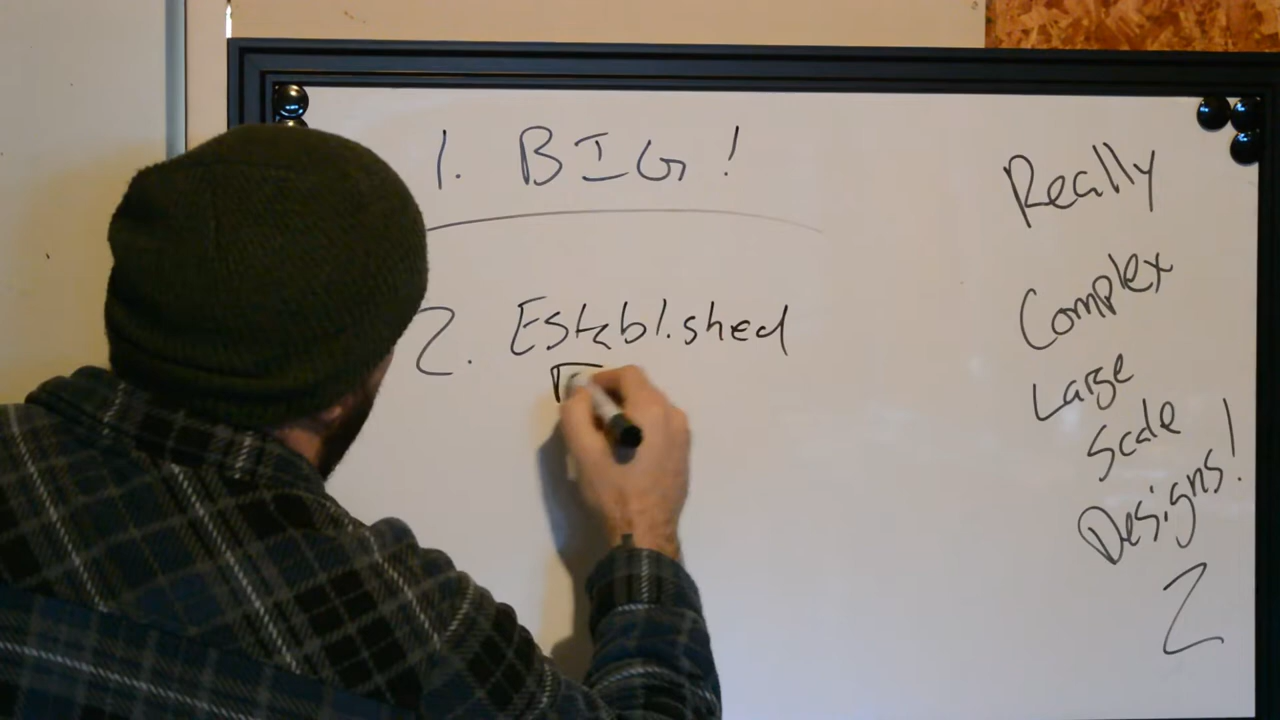 1. BIG!
2. Established
Really
Complex
Large
Scale
Designs!